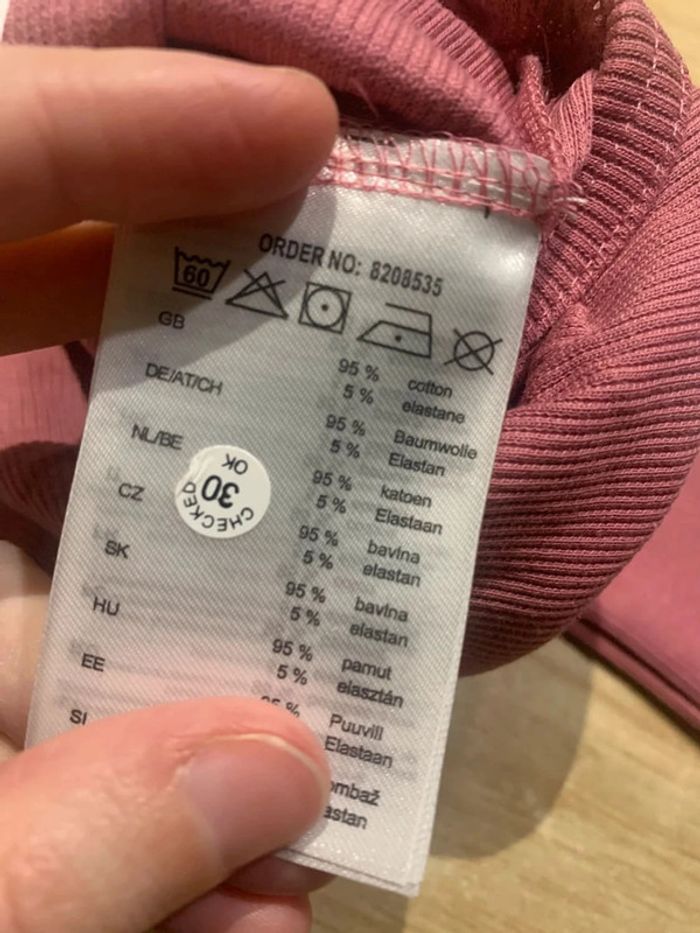 ORDER NO: 8208535
60
GB
95 % cotton
5 % elastane
DE/AT/CH
95 % Baumwolle
5 % Elastan
NL/BE
95 % katoen
5 % Elastaan
CZ
95 % bavlna
5 % elastan
SK
95 % bavlna
5 % elastan
HU
95 % pamut
5 % elasztán
EE
Puuvill
Elastaan
SI
CHECKED
30
OK